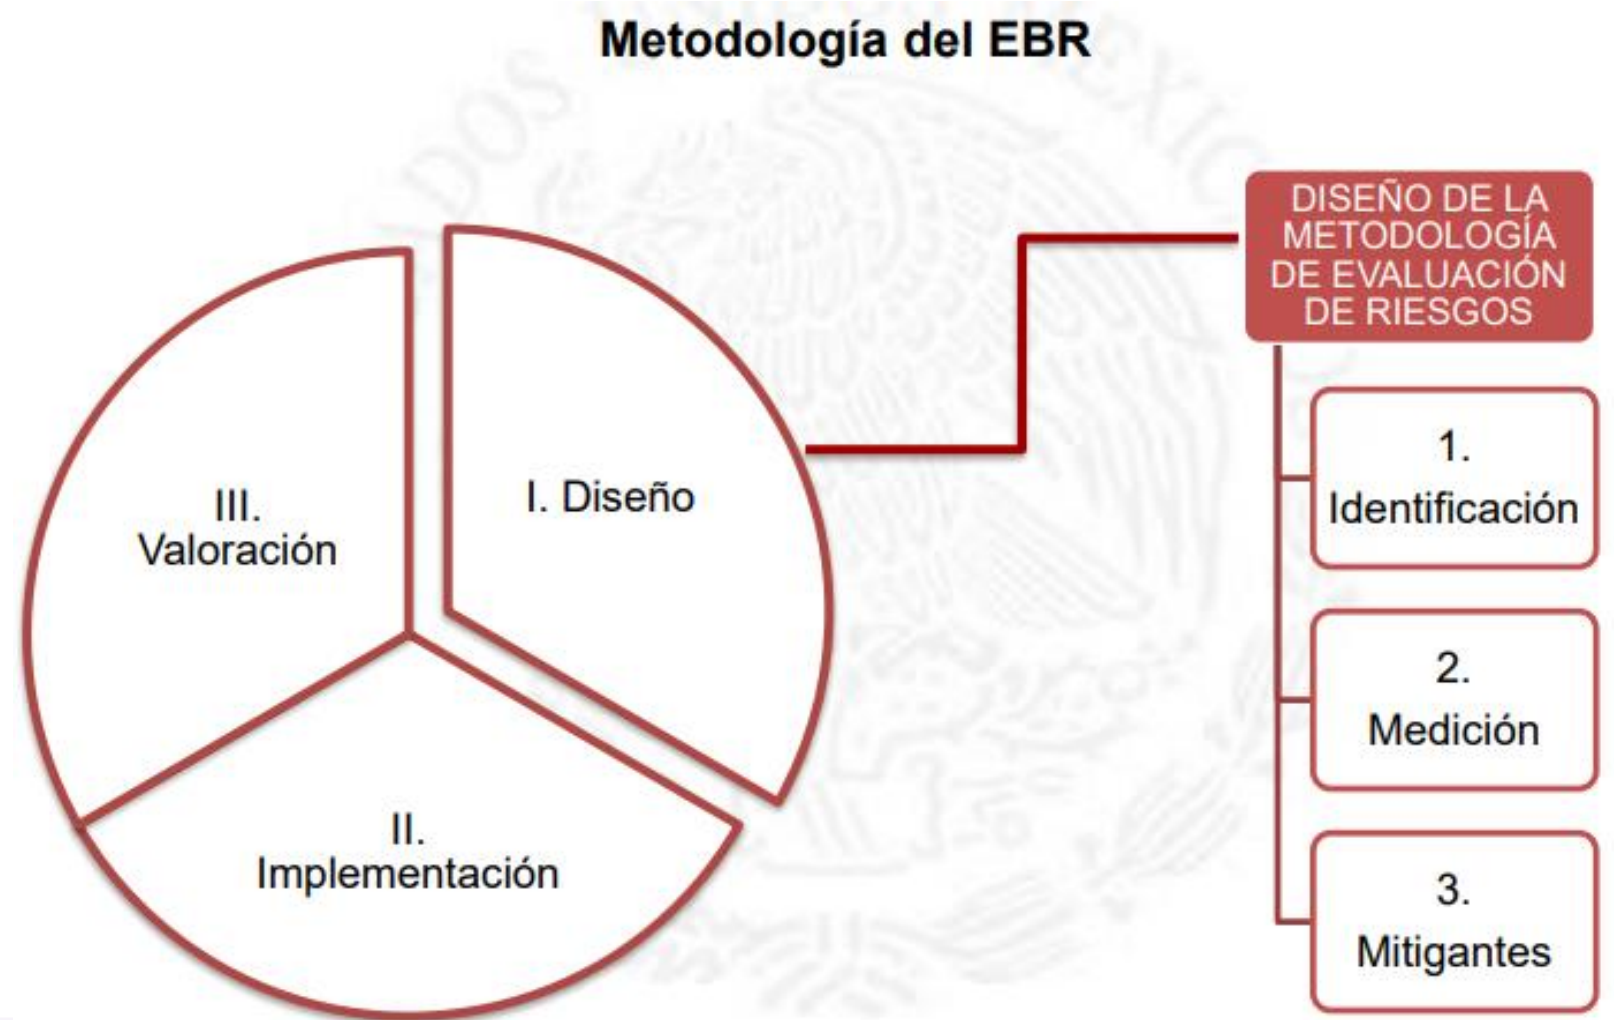 Metodología del EBR
DISEÑO DE LA
METODOLOGÍA
DE EVALUACIÓN
DE RIESGOS
I. Diseño
II.
Implementación
III.
Valoración
1.
Identificación
2.
Medición
3.
Mitigantes